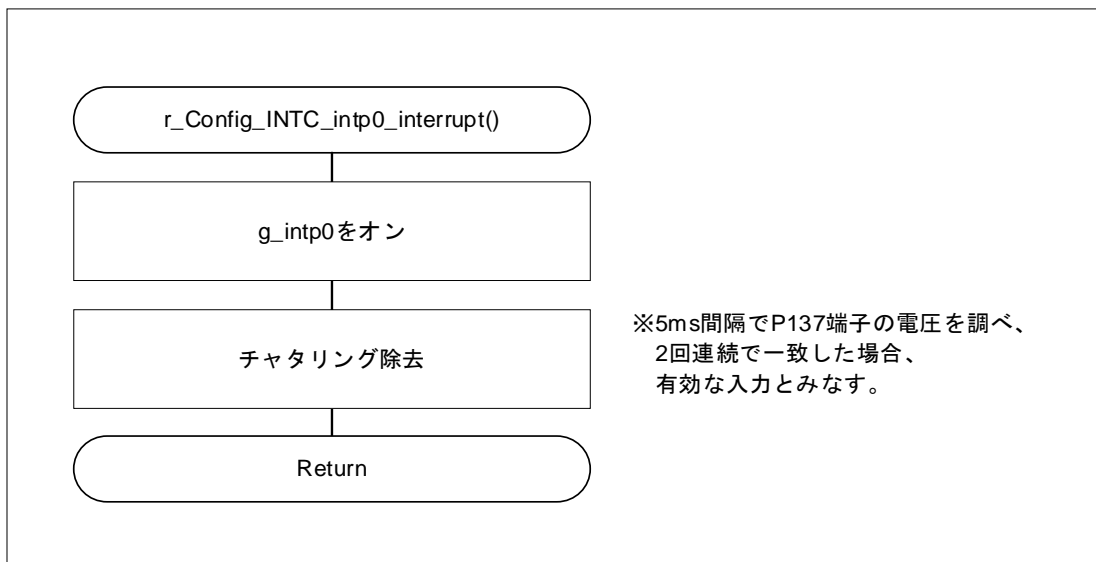 r_Config_INTC_intp0_interrupt()
g_intp0をオン
チャタリング除去
※5ms間隔でP137端子の電圧を調べ、
2回連続で一致した場合、
有効な入力とみなす。
Return